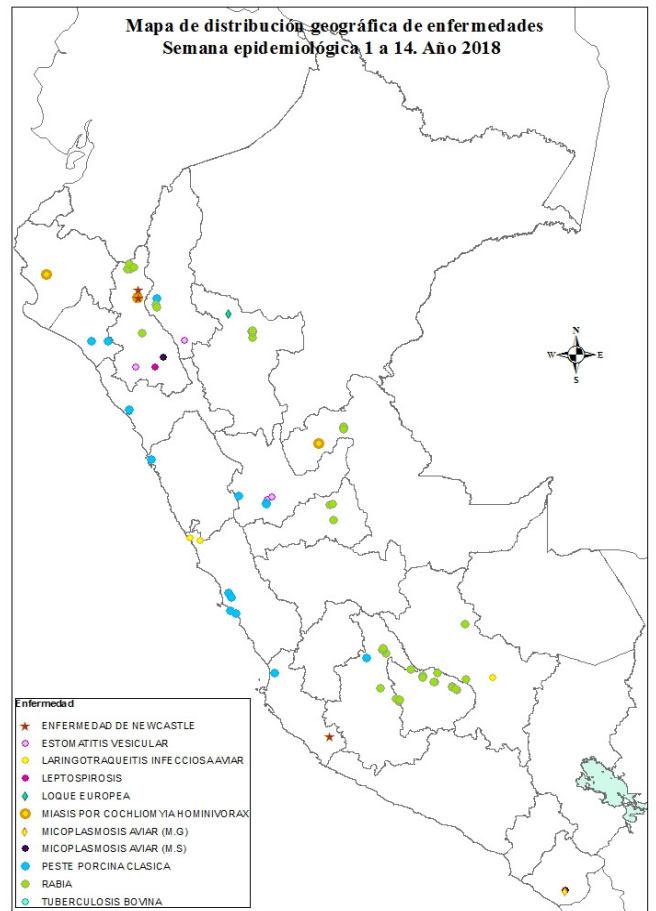 Mapa de distribución geográfica de enfermedades
Semana epidemiológica 1 a 14. Año 2018
N
W E
S
Enfermedad
ENFERMEDAD DE NEWCASTLE
ESTOMATITIS VESICULAR
LARINGOTRAQUEITIS INFECCIOSA AVIAR
LEPTOSPIROSIS
LOQUE EUROPEA
MIASIS POR COCHLIOMYIA HOMINIVORAX
MICOPLASMOSIS AVIAR (M.G)
MICOPLASMOSIS AVIAR (M.S)
PESTE PORCINA CLASICA
RABIA
TUBERCULOSIS BOVINA